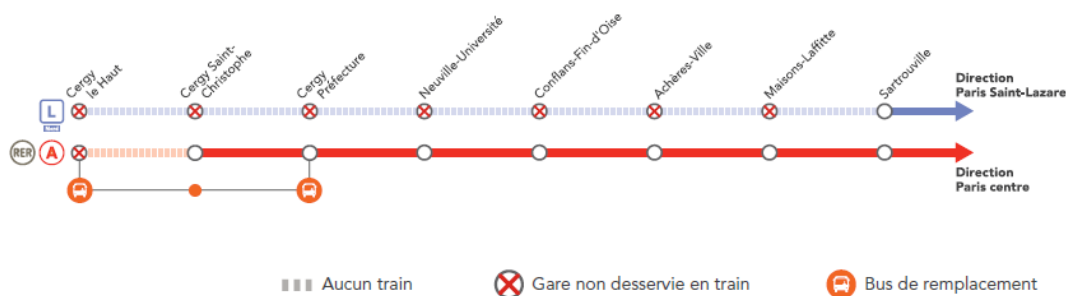 Cergy
le Haut
Cergy Saint-
Christophe
Cergy
Préfecture
Neuville-Université
Conflans-Fin-d'Oise
Achères-Ville
Maisons-Laffitte
Sartrouville
L
Direction
Paris Saint-Lazare
RER A
Direction
Paris centre
Aucun train
Gare non desservie en train
Bus de remplacement